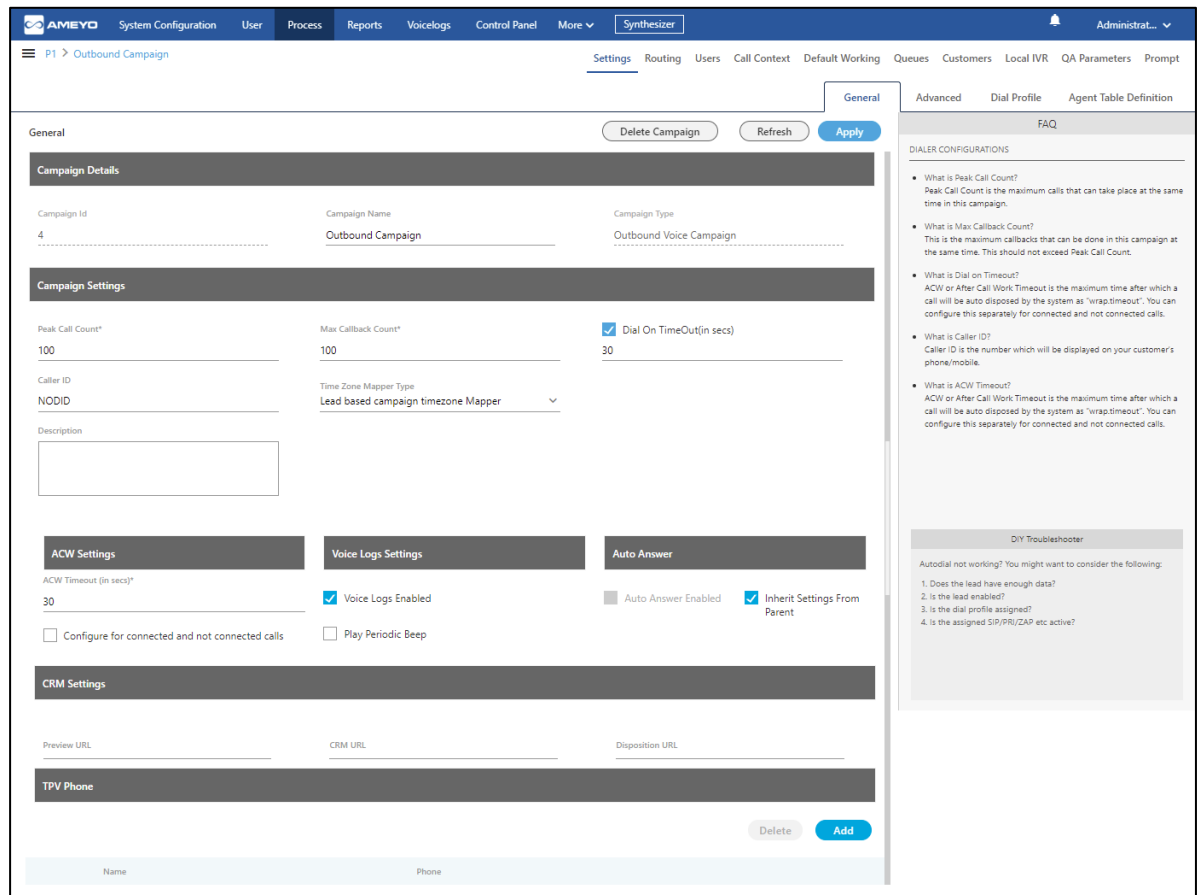 AMEYO System Configuration User Process Reports Voicelogs Control Panel More Synthesizer Administrat...
P1 > Outbound Campaign
Settings Routing Users Call Context Default Working Queues Customers Local IVR QA Parameters Prompt
General Advanced Dial Profile Agent Table Definition
General Delete Campaign Refresh Apply
Campaign Details
Campaign Id Campaign Name Campaign Type
4 Outbound Campaign Outbound Voice Campaign
Campaign Settings
Peak Call Count* Max Callback Count* Dial On TimeOut(in secs)
100 100 30
Caller ID Time Zone Mapper Type
NODID Lead based campaign timezone Mapper
Description
ACW Settings Voice Logs Settings Auto Answer
ACW Timeout (in secs)*
30 Voice Logs Enabled Auto Answer Enabled Inherit Settings From
Parent
Configure for connected and not connected calls Play Periodic Beep
CRM Settings
Preview URL CRM URL Disposition URL
TPV Phone
Delete Add
Name Phone
FAQ
DIALER CONFIGURATIONS
• What is Peak Call Count?
Peak Call Count is the maximum calls that can take place at the same
time in this campaign.
• What is Max Callback Count?
This is the maximum callbacks that can be done in this campaign at
the same time. This should not exceed Peak Call Count.
• What is Dial on Timeout?
ACW or After Call Work Timeout is the maximum time after which a
call will be auto disposed by the system as "wrap.timeout". You can
configure this separately for connected and not connected calls.
• What is Caller ID?
Caller ID is the number which will be displayed on your customer's
phone/mobile.
• What is ACW Timeout?
ACW or After Call Work Timeout is the maximum time after which a
call will be auto disposed by the system as "wrap.timeout". You can
configure this separately for connected and not connected calls.
DIY Troubleshooter
Autodial not working? You might want to consider the following:
1. Does the lead have enough data?
2. Is the lead enabled?
3. Is the dial profile assigned?
4. Is the assigned SIP/PRI/ZAP etc active?